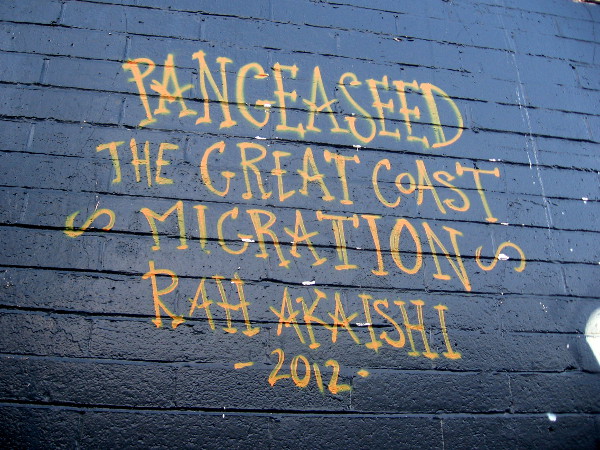 PANGEASEED
THE GREAT COAST
MIGRATION
RAH AKAISHI
- 2012 -